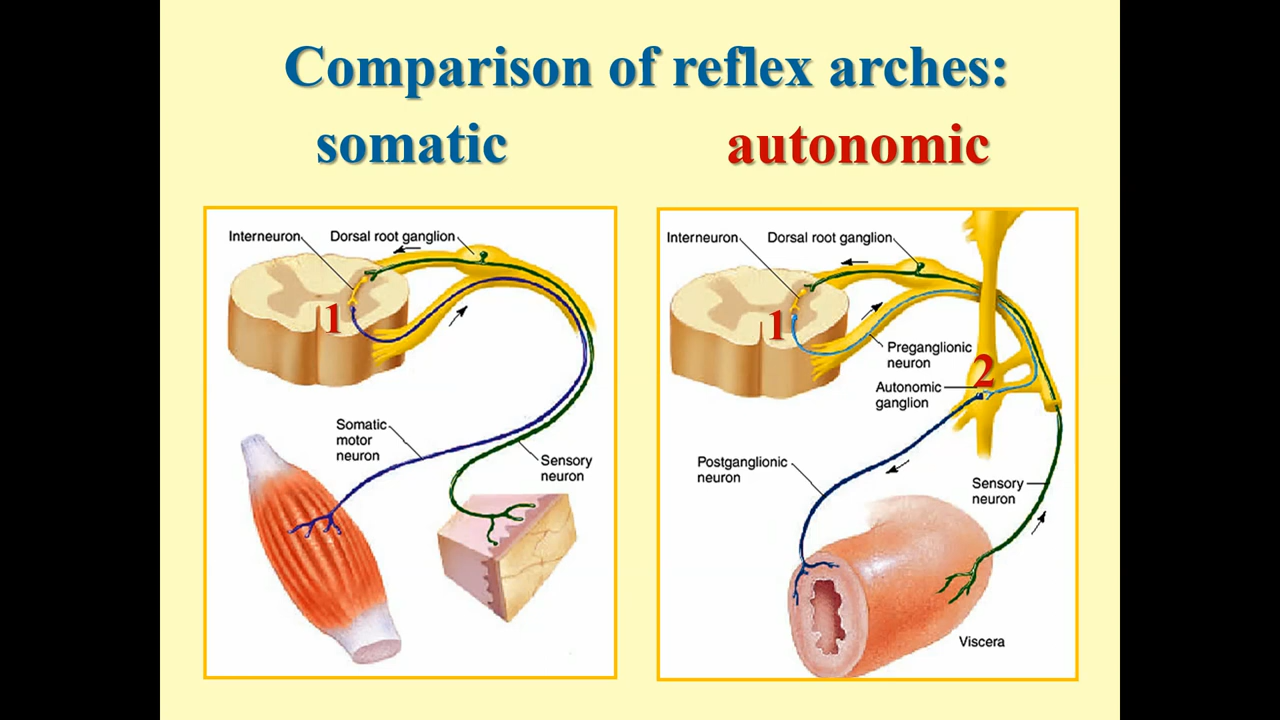 Comparison of reflex arches:
somatic
autonomic
Interneuron
Dorsal root ganglion
1
Somatic
motor
neuron
Sensory
neuron
Interneuron
Dorsal root ganglion
1
Preganglionic
neuron
2
Autonomic
ganglion
Postganglionic
neuron
Sensory
neuron
Viscera